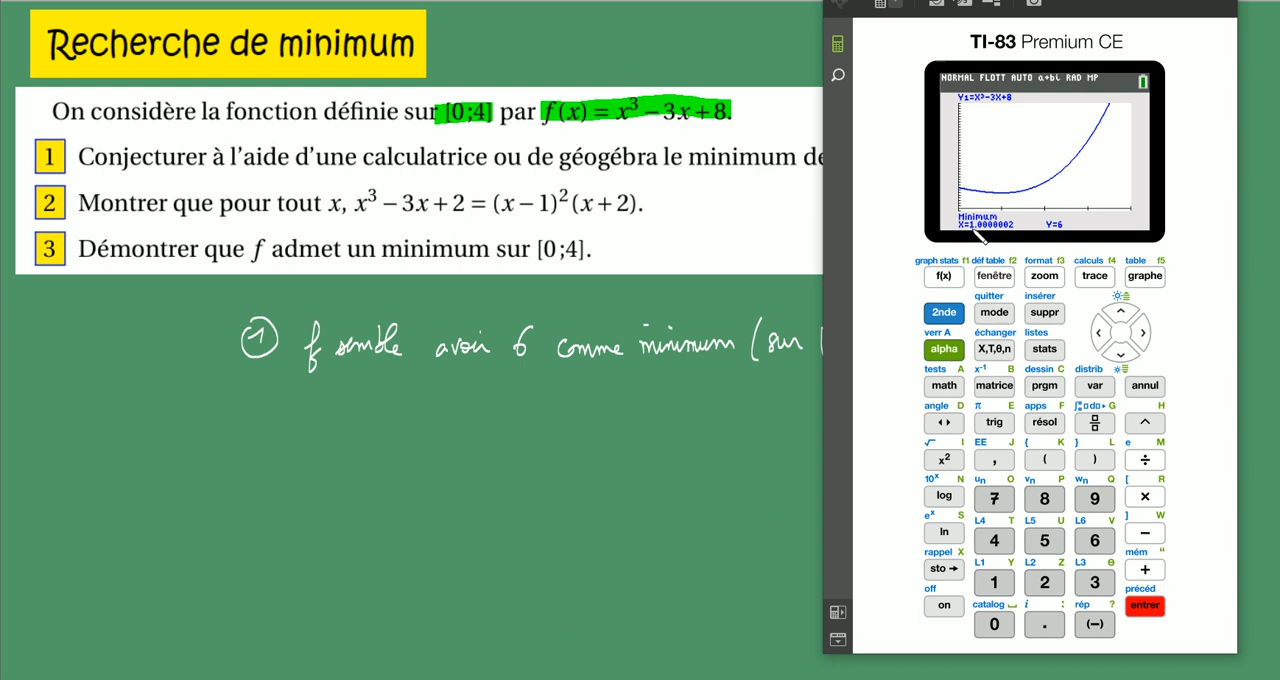 Recherche de minimum
On considère la fonction définie sur [0;4] par f(x) = x³ − 3x + 8.
1 Conjecturer à l'aide d'une calculatrice ou de géogébra le minimum de
2 Montrer que pour tout x, x³ − 3x + 2 = (x − 1)²(x + 2).
3 Démontrer que f admet un minimum sur [0;4].
① f semble avoir 6 comme minimum (sur
TI-83 Premium CE
NORMAL FLOTT AUTO a+bi RAD MP
Y1=X³-3X+8
Minimum
X=1.0000002 Y=6
graph stats f1 déf table f2 format f3 calculs f4 table f5
f(x) fenêtre zoom trace graphe
quitter insérer
2nde mode suppr
verr A échanger listes
alpha X,T,θ,n stats
tests A x⁻¹ B dessin C distrib
math matrice prgm var annul
angle D π E apps F G H
trig résol ^
√ I EE J { K } L e M
x² , ( ) ÷
10ˣ N un O vn P wn Q [ R
log 7 8 9 ×
eˣ S L4 T L5 U L6 V ] W
ln 4 5 6 −
rappel X L1 Y L2 Z L3 θ mém "
sto→ 1 2 3 +
off catalog i : rép ? précéd
on 0 . (−) entrer